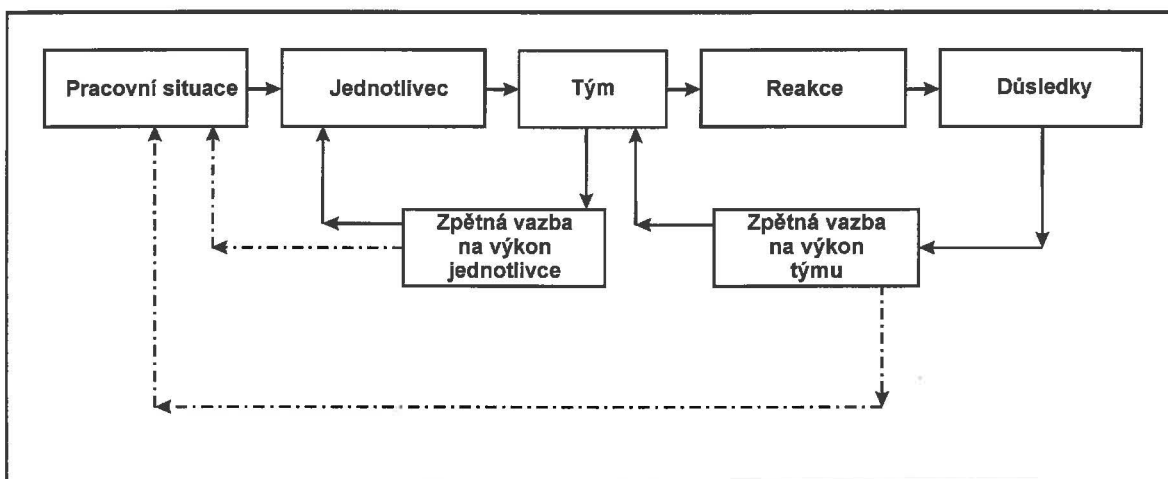 Pracovní situace
Jednotlivec
Tým
Reakce
Důsledky
Zpětná vazba
na výkon
jednotlivce
Zpětná vazba
na výkon
týmu